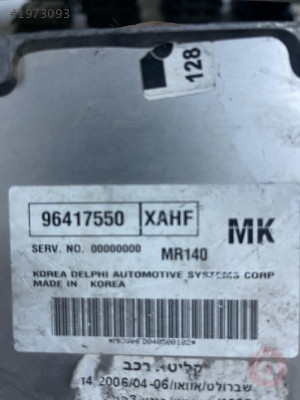 #1973093
128
96417550 XAHF MK
SERV. NO. 00000000 MR140
KOREA DELPHI AUTOMOTIVE SYSTEMS CORP
MADE IN KOREA
קליטי: רכב
שברולט/אוואו/
14, 2006/04-06